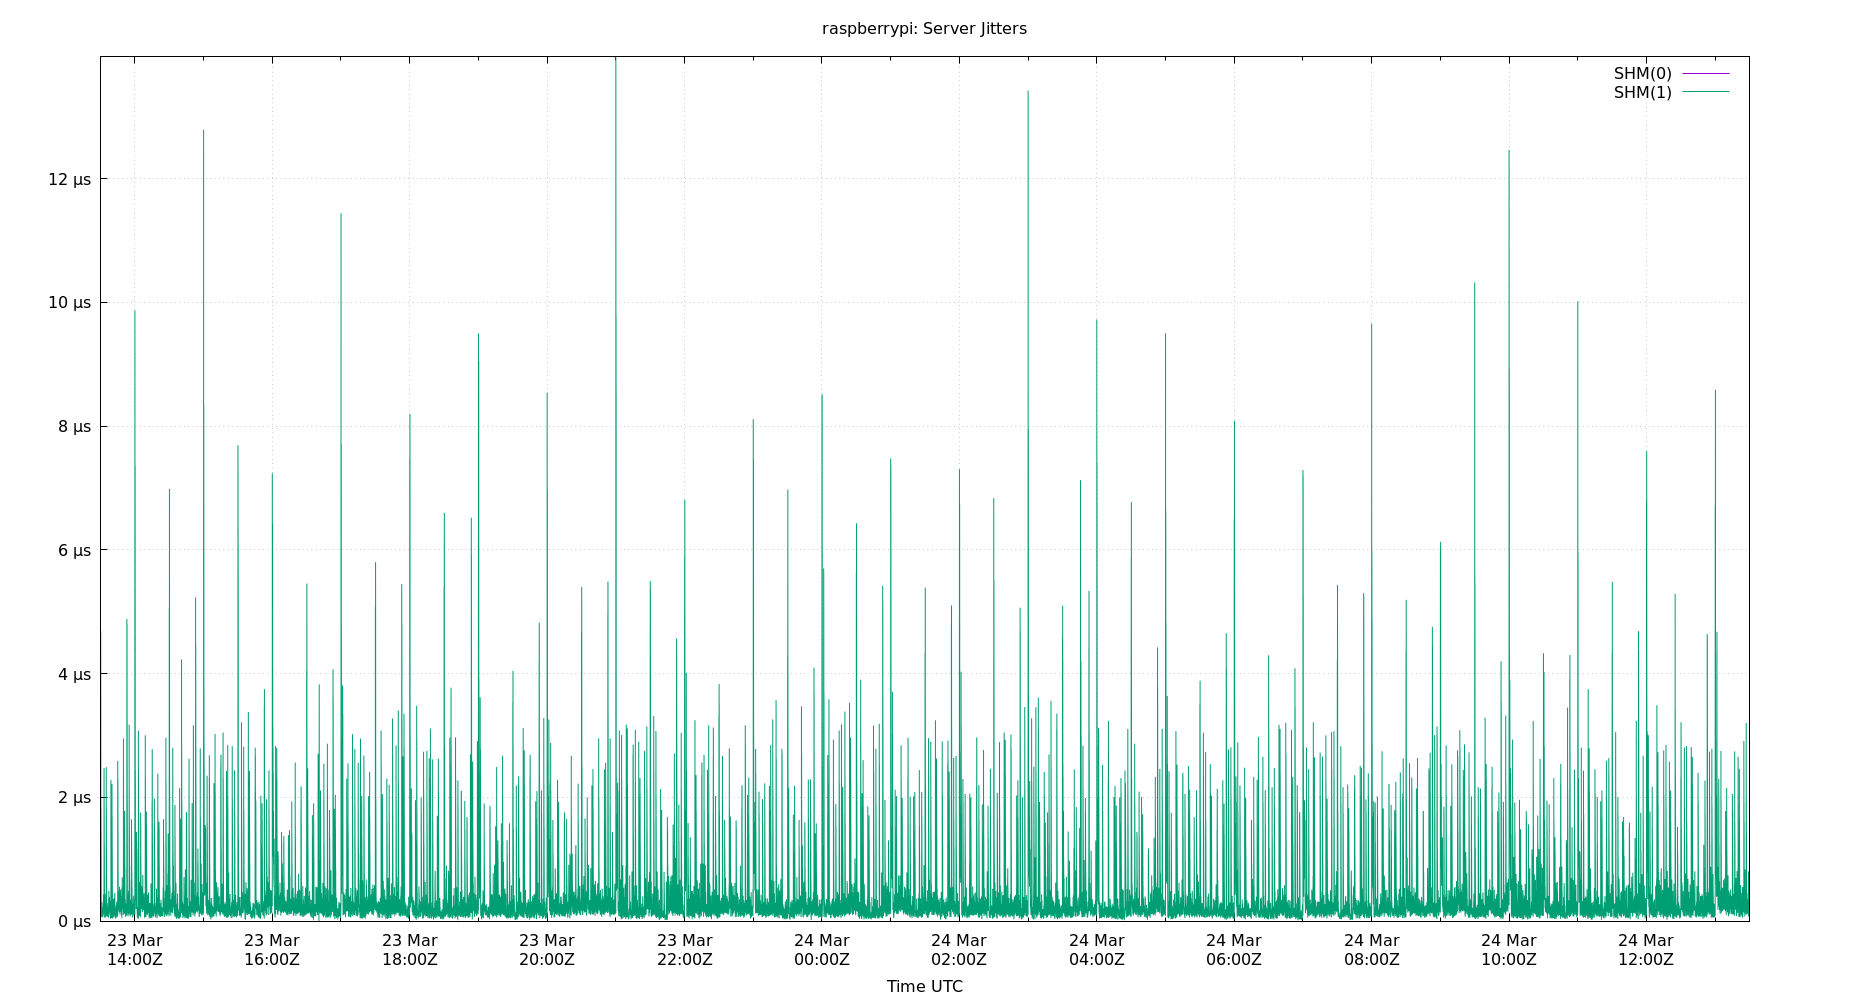 raspberrypi: Server Jitters
SHM(0)
SHM(1)
12 µs
10 µs
8 µs
6 µs
4 µs
2 µs
0 µs
23 Mar 23 Mar 23 Mar 23 Mar 23 Mar 24 Mar 24 Mar 24 Mar 24 Mar 24 Mar 24 Mar 24 Mar
14:00Z 16:00Z 18:00Z 20:00Z 22:00Z 00:00Z 02:00Z 04:00Z 06:00Z 08:00Z 10:00Z 12:00Z
Time UTC